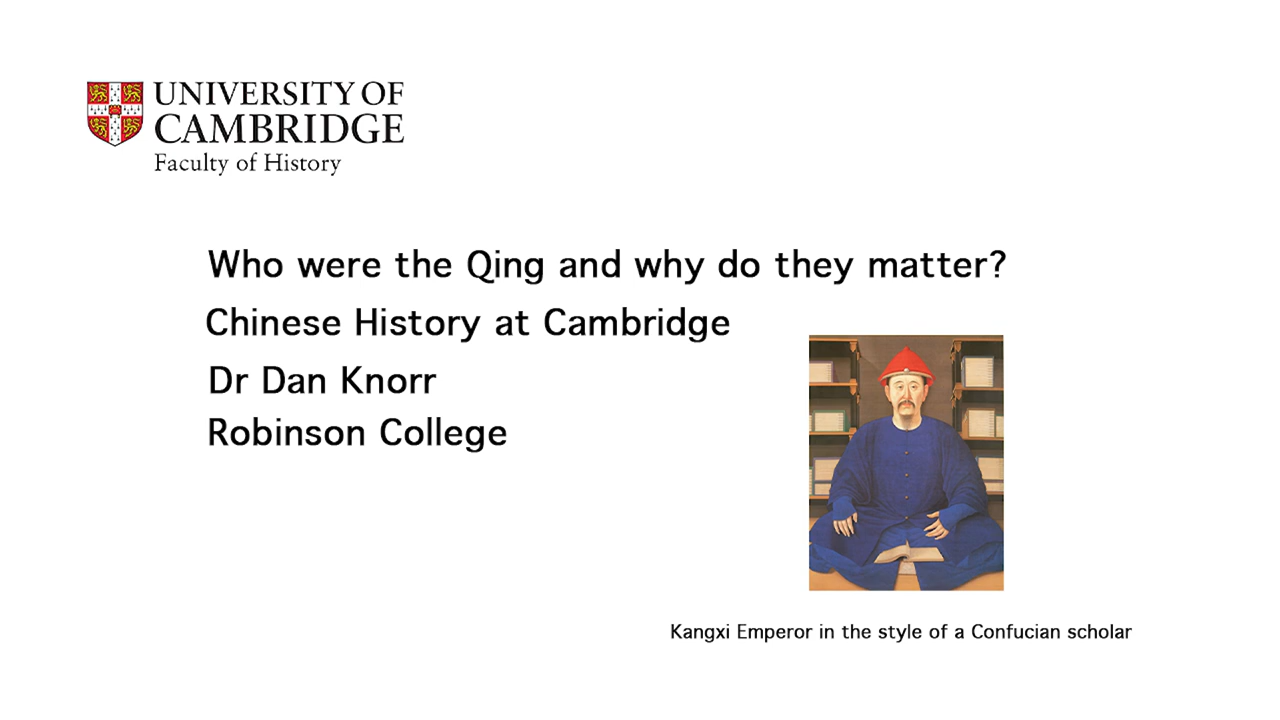 UNIVERSITY OF
CAMBRIDGE
Faculty of History
Who were the Qing and why do they matter?
Chinese History at Cambridge
Dr Dan Knorr
Robinson College
Kangxi Emperor in the style of a Confucian scholar